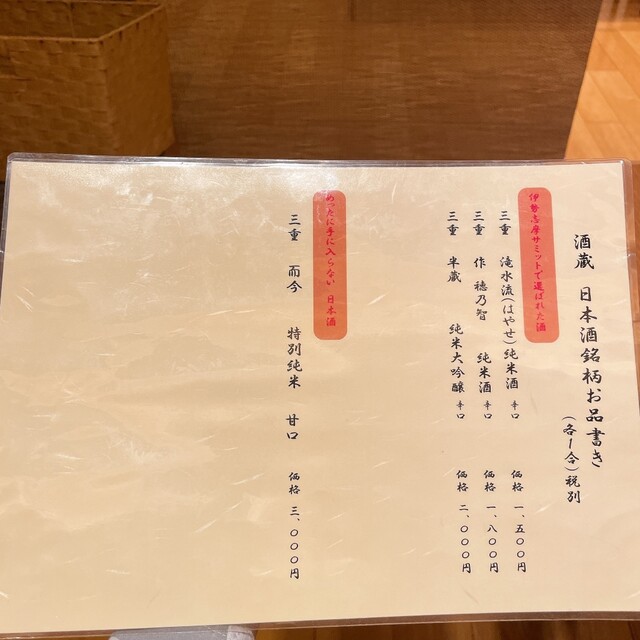 酒蔵 日本酒銘柄お品書き
(各1合)税別
伊勢志摩サミットで選ばれた酒
三重 滝水流(はやせ)純米酒 辛口 価格 一、五〇〇円
三重 作 穂乃智 純米酒 辛口 価格 一、八〇〇円
三重 半蔵 純米大吟醸 辛口 価格 二、〇〇〇円
めったに手に入らない 日本酒
三重 而今 特別純米 甘口 価格 三、〇〇〇円